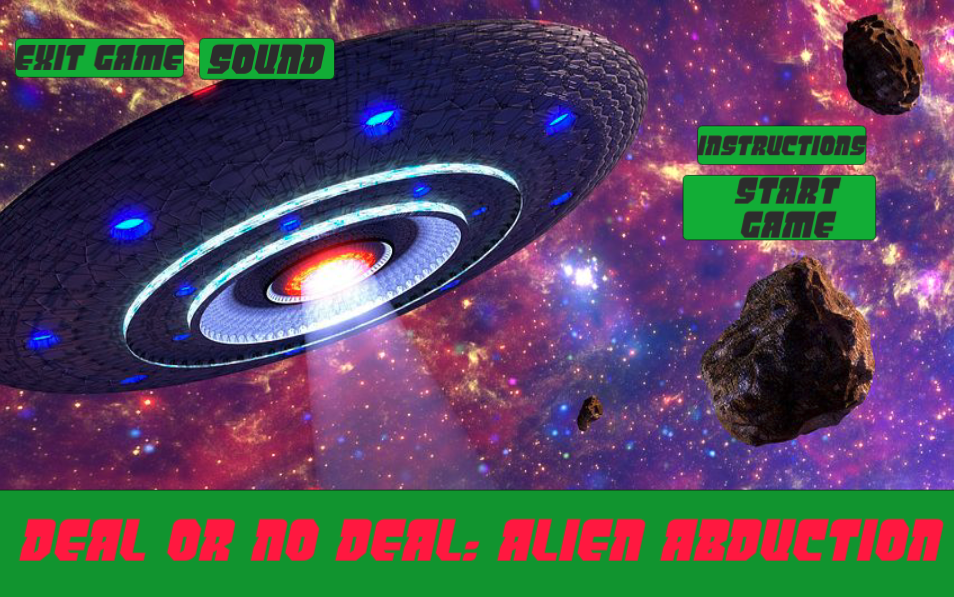 EXIT GAME
SOUND
INSTRUCTIONS
START
GAME
DEAL OR NO DEAL: ALIEN ABDUCTION